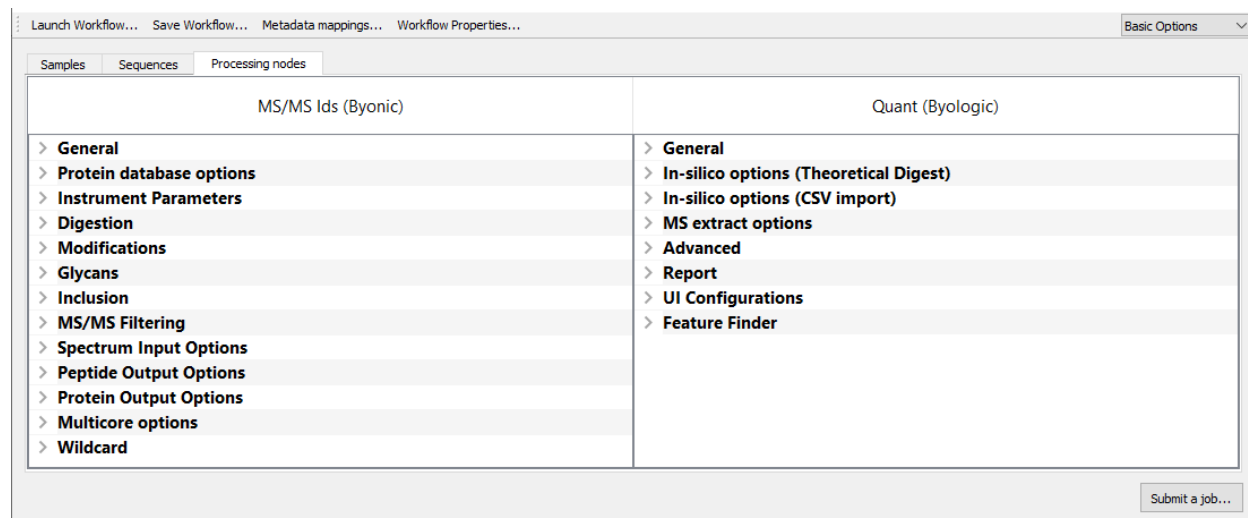 Launch Workflow... Save Workflow... Metadata mappings... Workflow Properties... Basic Options
Samples Sequences Processing nodes
MS/MS Ids (Byonic) Quant (Byologic)
General General
Protein database options In-silico options (Theoretical Digest)
Instrument Parameters In-silico options (CSV import)
Digestion MS extract options
Modifications Advanced
Glycans Report
Inclusion UI Configurations
MS/MS Filtering Feature Finder
Spectrum Input Options
Peptide Output Options
Protein Output Options
Multicore options
Wildcard
Submit a job...